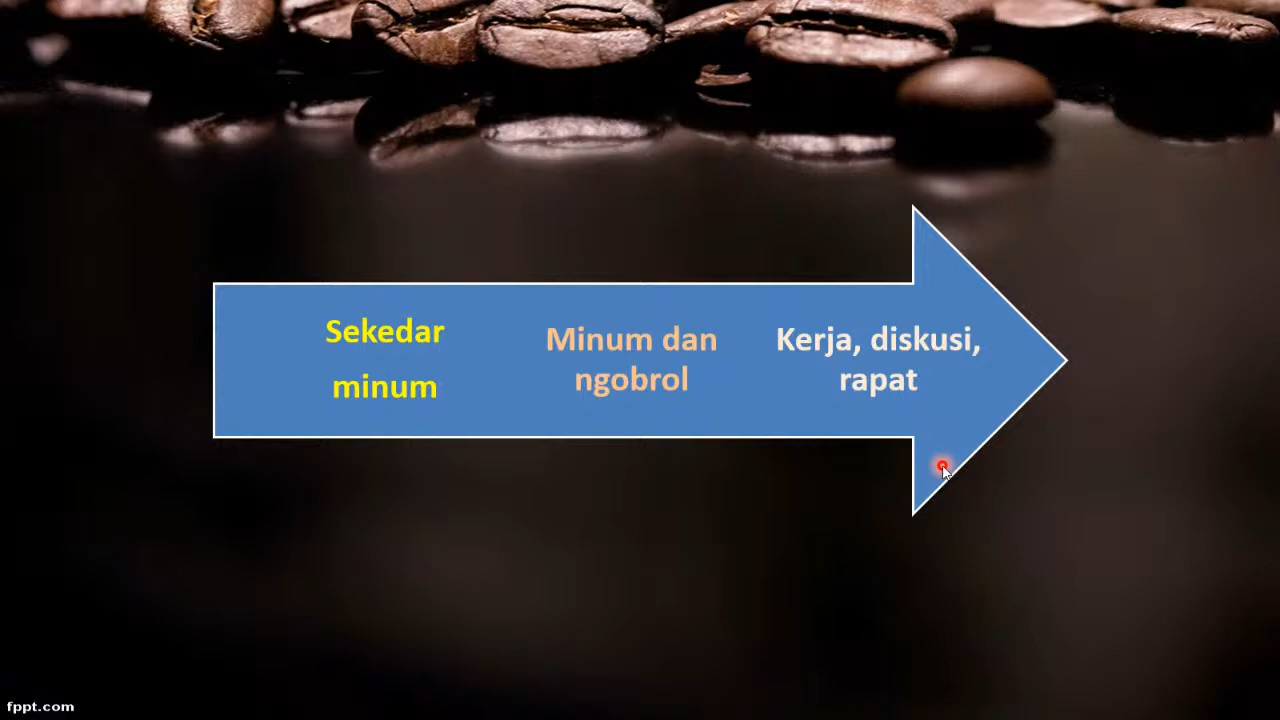 Sekedar
minum
Minum dan
ngobrol
Kerja, diskusi,
rapat
fppt.com